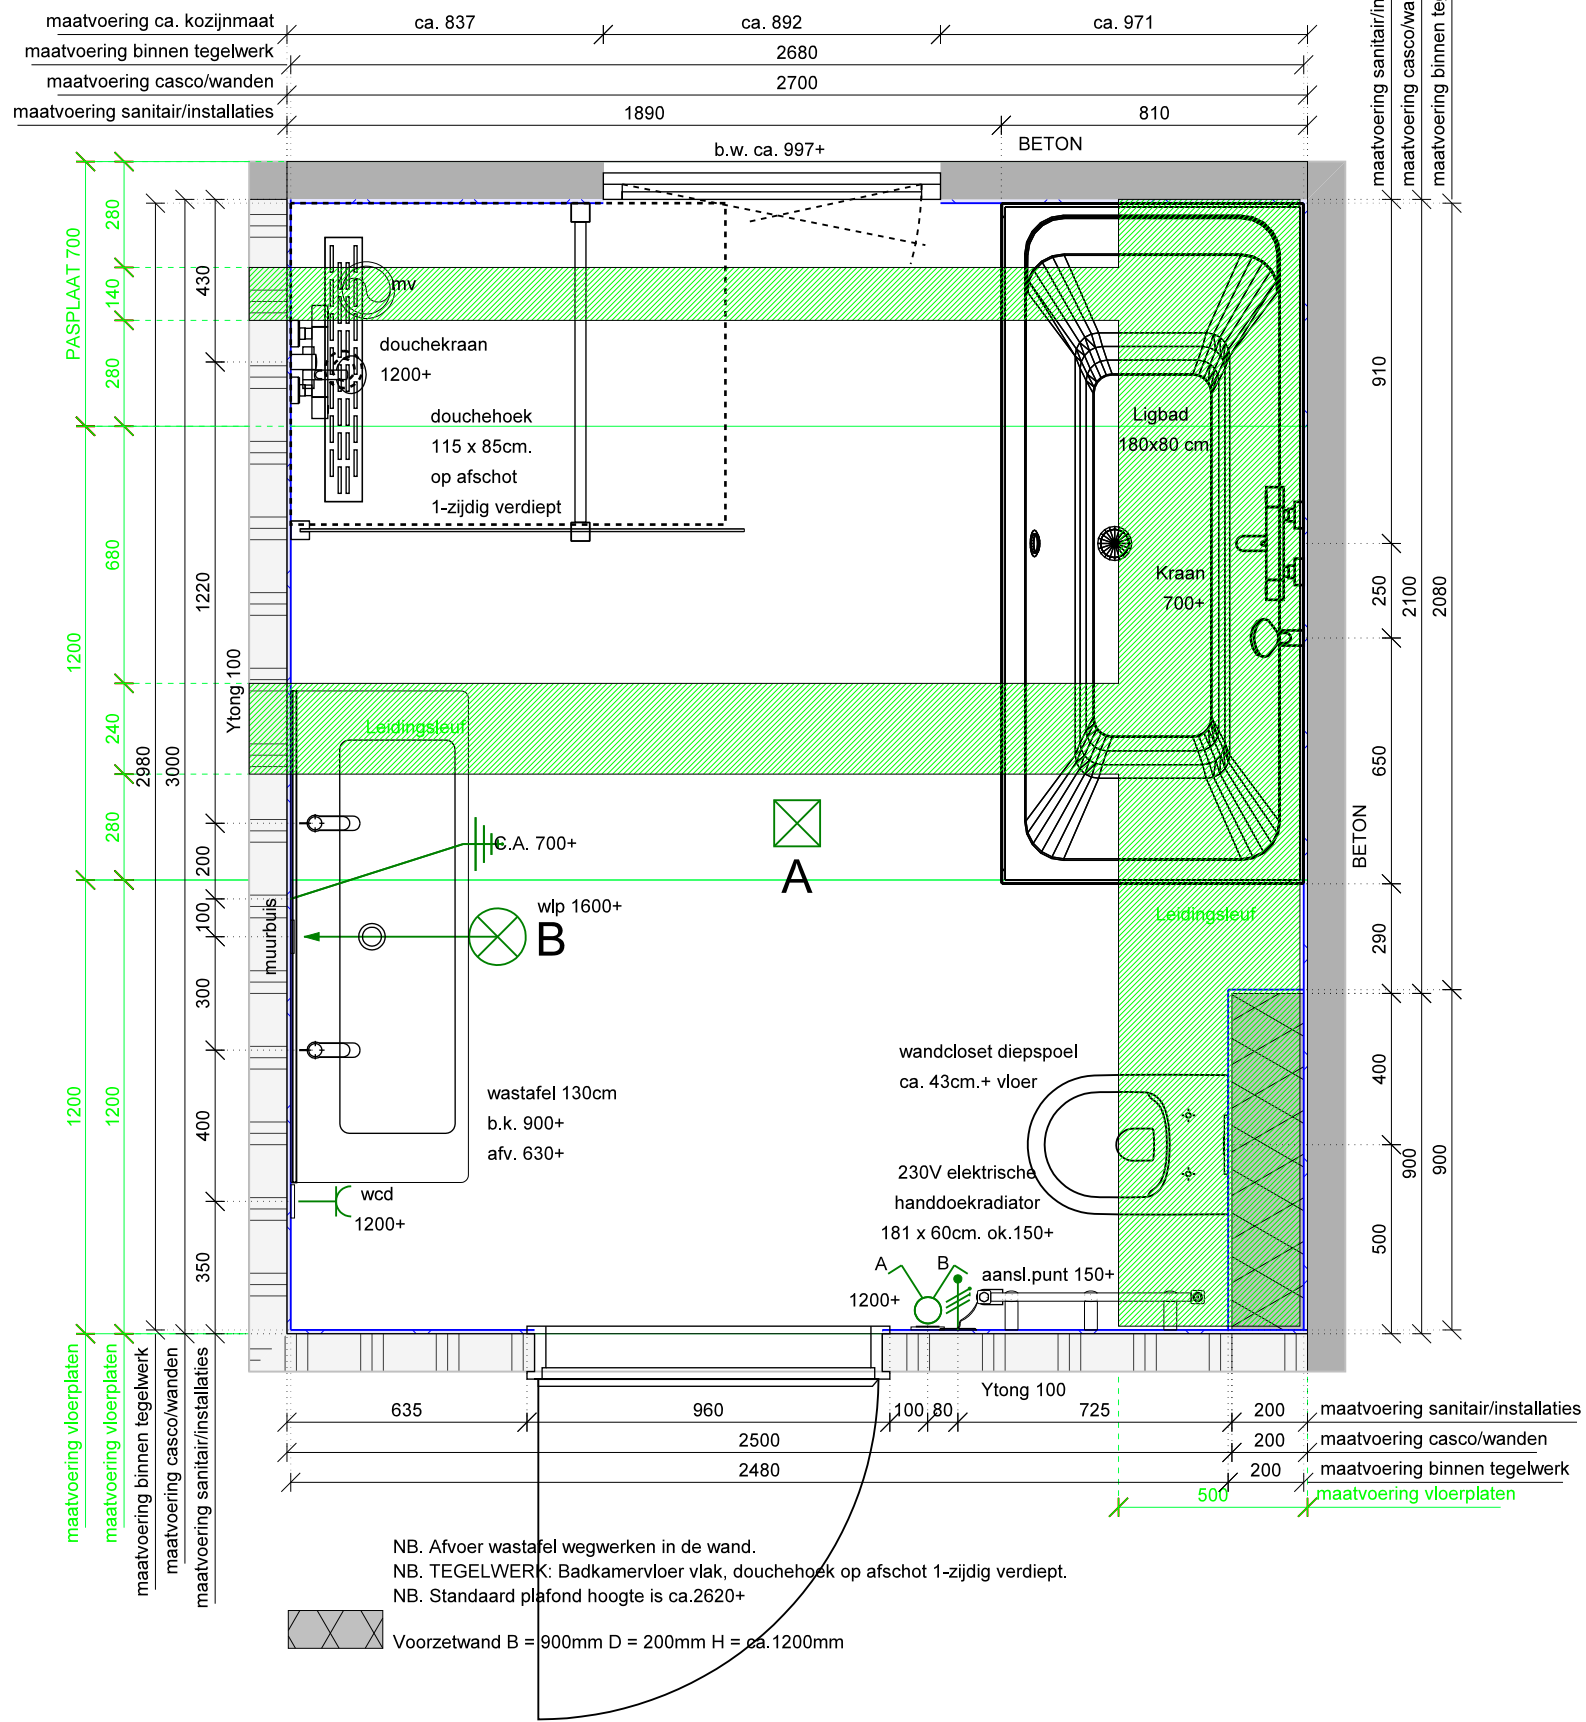 maatvoering ca. kozijnmaat
ca. 837
ca. 892
ca. 971
maatvoering binnen tegelwerk
2680
maatvoering casco/wanden
2700
maatvoering sanitair/installaties
1890
810
b.w. ca. 997+
BETON
maatvoering sanitair/in
maatvoering casco/wa
maatvoering binnen te
PASPLAAT 700
1200
1200
280
140
280
680
240
280
1200
2980
3000
430
1220
200
100
300
400
350
Ytong 100
muurbuis
mv
douchekraan
1200+
douchehoek
115 x 85cm.
op afschot
1-zijdig verdiept
Ligbad
180x80 cm
Kraan
700+
910
250
650
290
400
500
2100
900
2080
900
BETON
Leidingsleuf
C.A. 700+
A
wlp 1600+
B
Leidingsleuf
wastafel 130cm
b.k. 900+
afv. 630+
wcd
1200+
wandcloset diepspoel
ca. 43cm.+ vloer
230V elektrische
handdoekradiator
181 x 60cm. ok.150+
A
B
aansl.punt 150+
1200+
Ytong 100
maatvoering vloerplaten
maatvoering vloerplaten
maatvoering binnen tegelwerk
maatvoering casco/wanden
maatvoering sanitair/installaties
635
960
100
80
725
200
maatvoering sanitair/installaties
2500
200
maatvoering casco/wanden
2480
200
maatvoering binnen tegelwerk
500
maatvoering vloerplaten
NB. Afvoer wastafel wegwerken in de wand.
NB. TEGELWERK: Badkamervloer vlak, douchehoek op afschot 1-zijdig verdiept.
NB. Standaard plafond hoogte is ca.2620+
Voorzetwand B = 900mm D = 200mm H = ca.1200mm